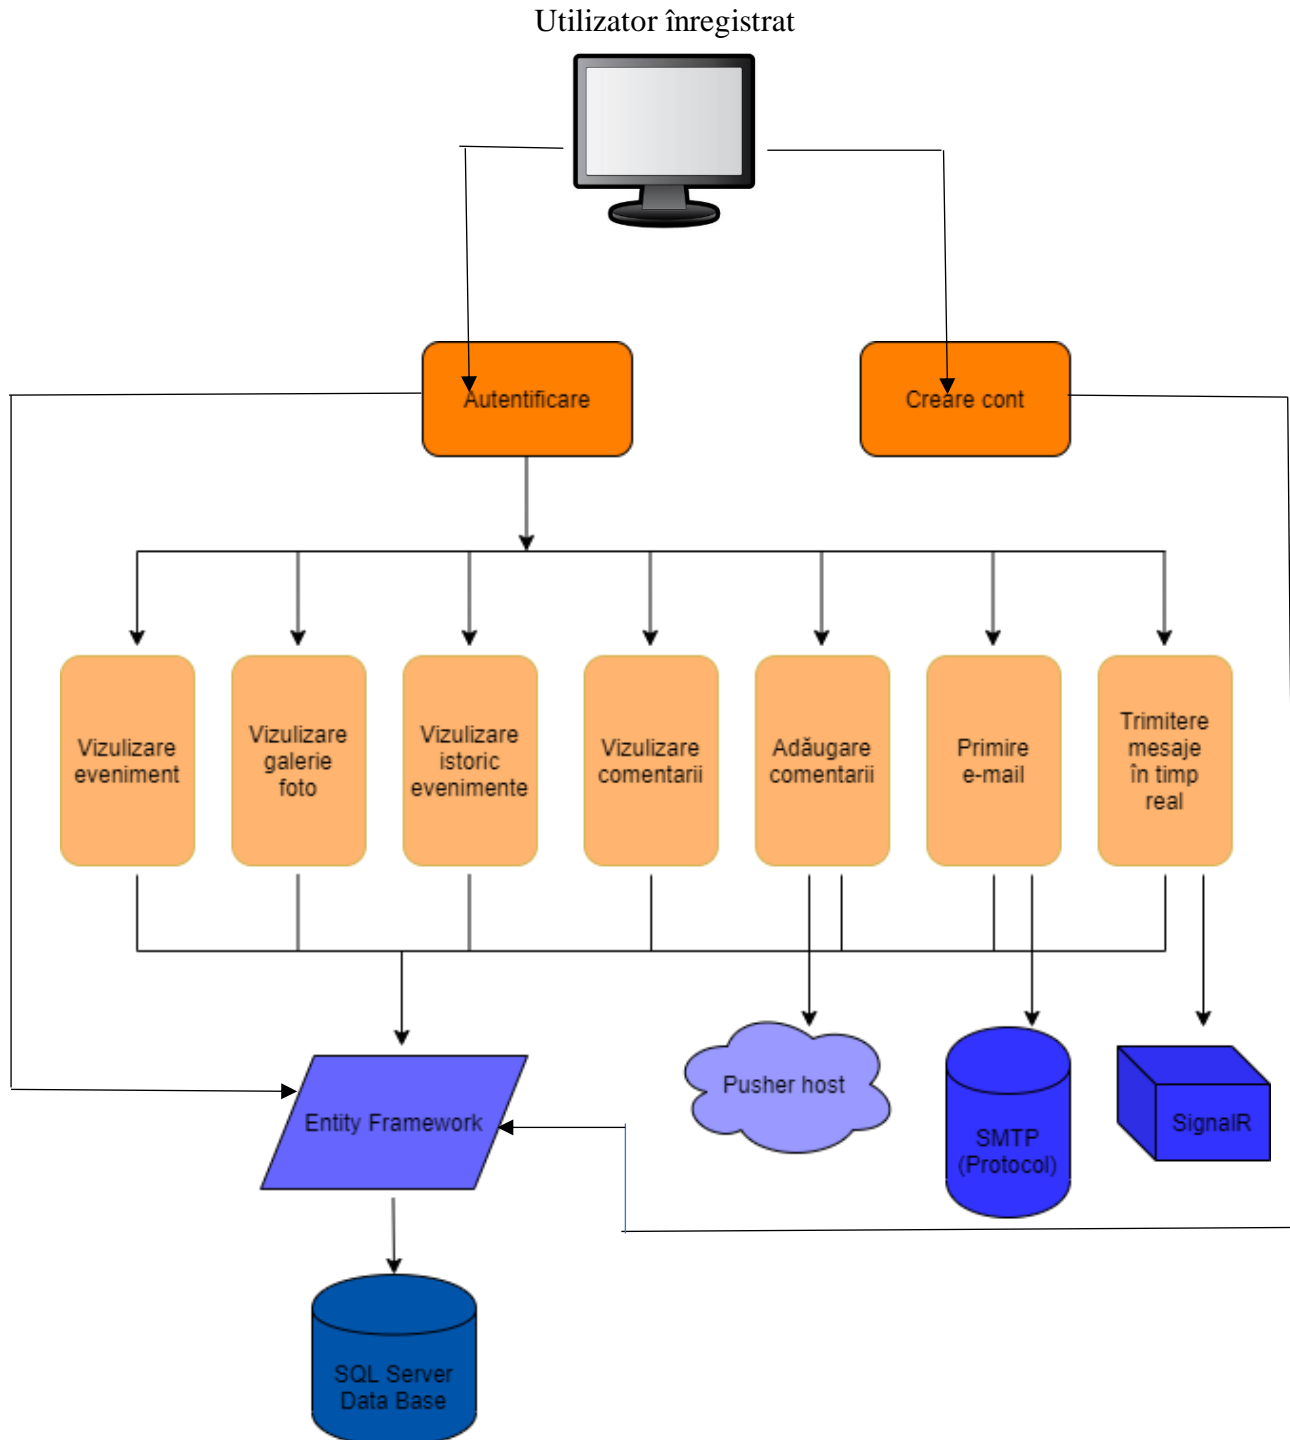 Utilizator înregistrat
Autentificare
Creare cont
Vizulizare
eveniment
Vizulizare
galerie
foto
Vizulizare
istoric
evenimente
Vizulizare
comentarii
Adăugare
comentarii
Primire
e-mail
Trimitere
mesaje
în timp
real
Entity Framework
Pusher host
SMTP
(Protocol)
SignalR
SQL Server
Data Base